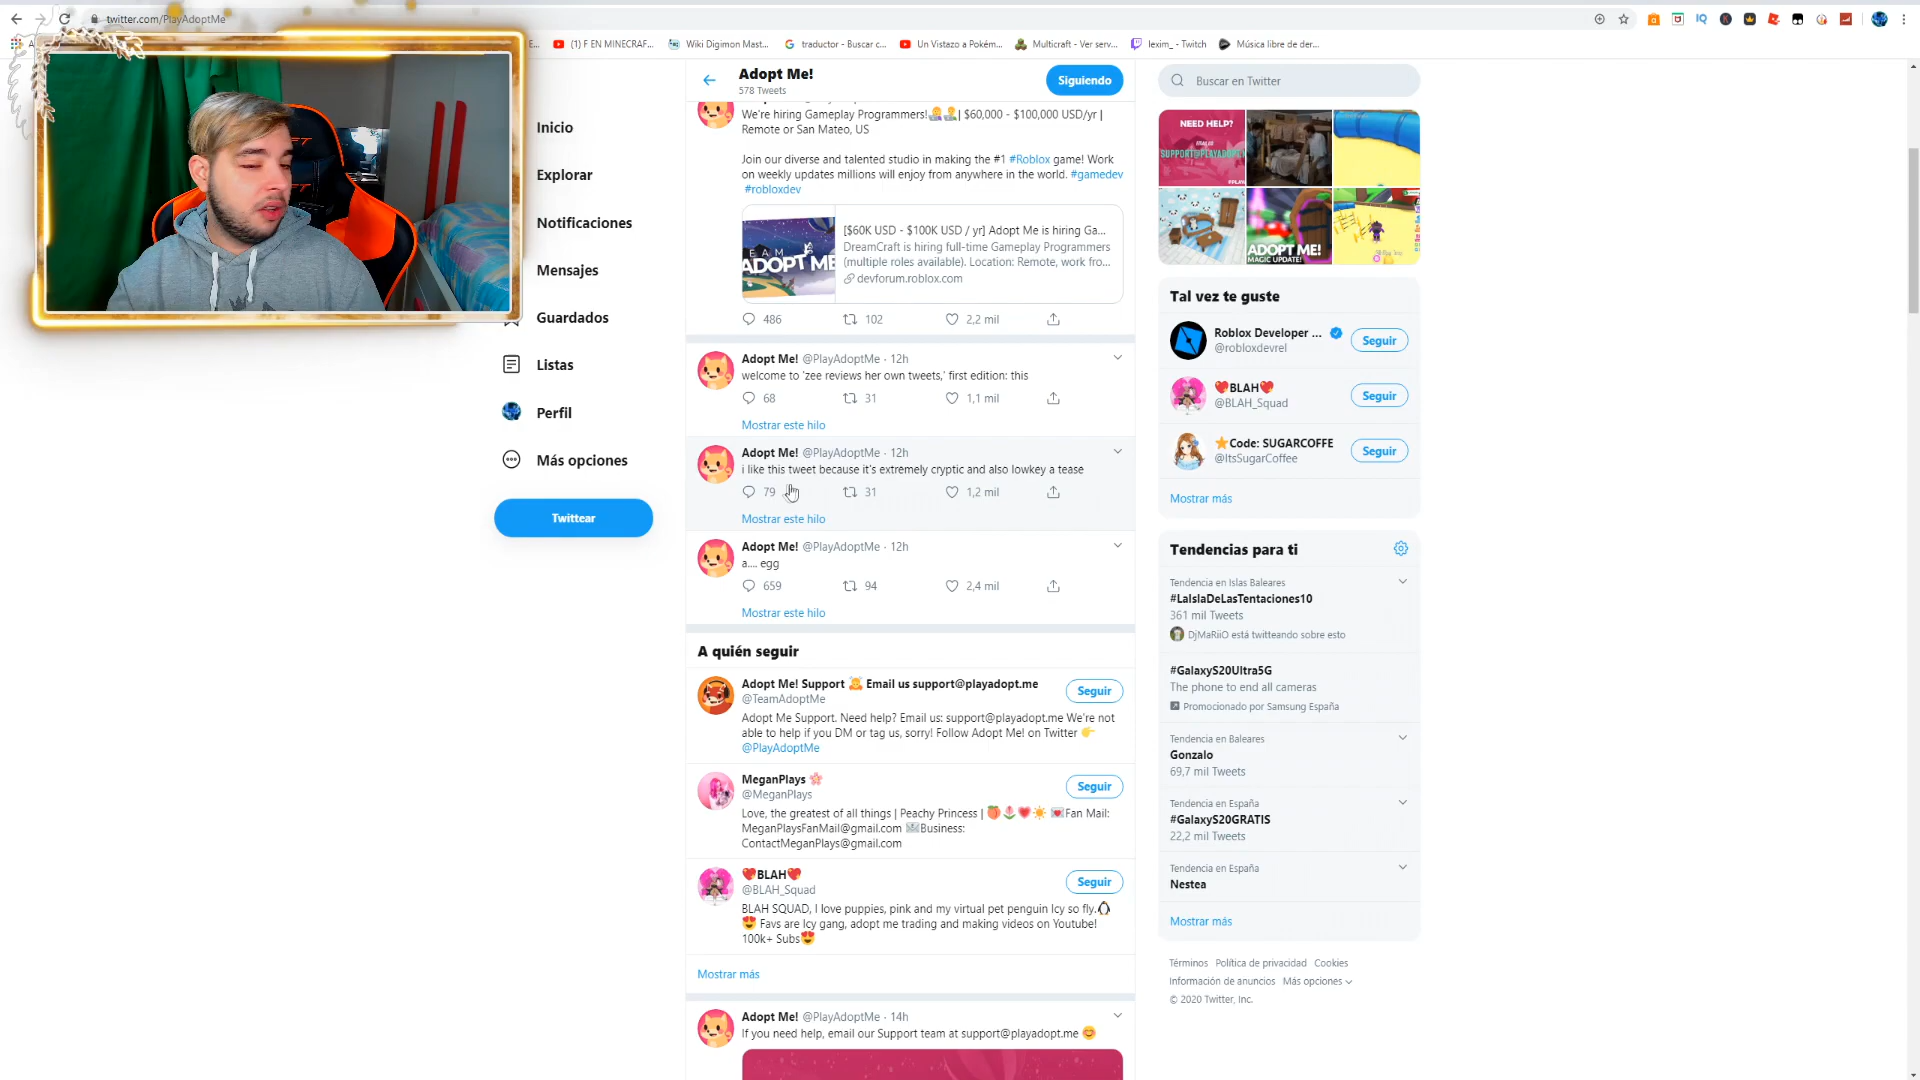 twitter.com/PlayAdoptMe
(1) F EN MINECRAF...
Wiki Digimon Mast...
traductor - Buscar c...
Un Vistazo a Pokém...
Multicraft - Ver serv...
lexim_ - Twitch
Música libre de der...
Inicio
Explorar
Notificaciones
Mensajes
Guardados
Listas
Perfil
Más opciones
Twittear
Adopt Me!
578 Tweets
Siguiendo
We're hiring Gameplay Programmers! | $60,000 - $100,000 USD/yr |
Remote or San Mateo, US
Join our diverse and talented studio in making the #1 #Roblox game! Work
on weekly updates millions will enjoy from anywhere in the world. #gamedev
#robloxdev
TEAM
ADOPT ME
[$60K USD - $100K USD / yr] Adopt Me is hiring Ga...
DreamCraft is hiring full-time Gameplay Programmers
(multiple roles available). Location: Remote, work fro...
devforum.roblox.com
486 102 2,2 mil
Adopt Me! @PlayAdoptMe · 12h
welcome to 'zee reviews her own tweets,' first edition: this
68 31 1,1 mil
Mostrar este hilo
Adopt Me! @PlayAdoptMe · 12h
i like this tweet because it's extremely cryptic and also lowkey a tease
79 31 1,2 mil
Mostrar este hilo
Adopt Me! @PlayAdoptMe · 12h
a.... egg
659 94 2,4 mil
Mostrar este hilo
A quién seguir
Adopt Me! Support Email us support@playadopt.me
@TeamAdoptMe
Seguir
Adopt Me Support. Need help? Email us: support@playadopt.me We're not
able to help if you DM or tag us, sorry! Follow Adopt Me! on Twitter 👉
@PlayAdoptMe
MeganPlays 🌸
@MeganPlays
Seguir
Love, the greatest of all things | Peachy Princess | 🍑🌷❤️☀️ 💌Fan Mail:
MeganPlaysFanMail@gmail.com 📧Business:
ContactMeganPlays@gmail.com
❤️BLAH❤️
@BLAH_Squad
Seguir
BLAH SQUAD, I love puppies, pink and my virtual pet penguin Icy so fly.🐧
😍 Favs are Icy gang, adopt me trading and making videos on Youtube!
100k+ Subs😍
Mostrar más
Adopt Me! @PlayAdoptMe · 14h
If you need help, email our Support team at support@playadopt.me 😊
Buscar en Twitter
NEED HELP?
SUPPORT@PLAYADOPT
ADOPT ME!
MAGIC UPDATE!
Tal vez te guste
Roblox Developer ...
@robloxdevrel
Seguir
❤️BLAH❤️
@BLAH_Squad
Seguir
⭐Code: SUGARCOFFE
@ItsSugarCoffee
Seguir
Mostrar más
Tendencias para ti
Tendencia en Islas Baleares
#LaIslaDeLasTentaciones10
361 mil Tweets
DjMaRiiO está twitteando sobre esto
#GalaxyS20Ultra5G
The phone to end all cameras
Promocionado por Samsung España
Tendencia en Baleares
Gonzalo
69,7 mil Tweets
Tendencia en España
#GalaxyS20GRATIS
22,2 mil Tweets
Tendencia en España
Nestea
Mostrar más
Términos Política de privacidad Cookies
Información de anuncios Más opciones
© 2020 Twitter, Inc.